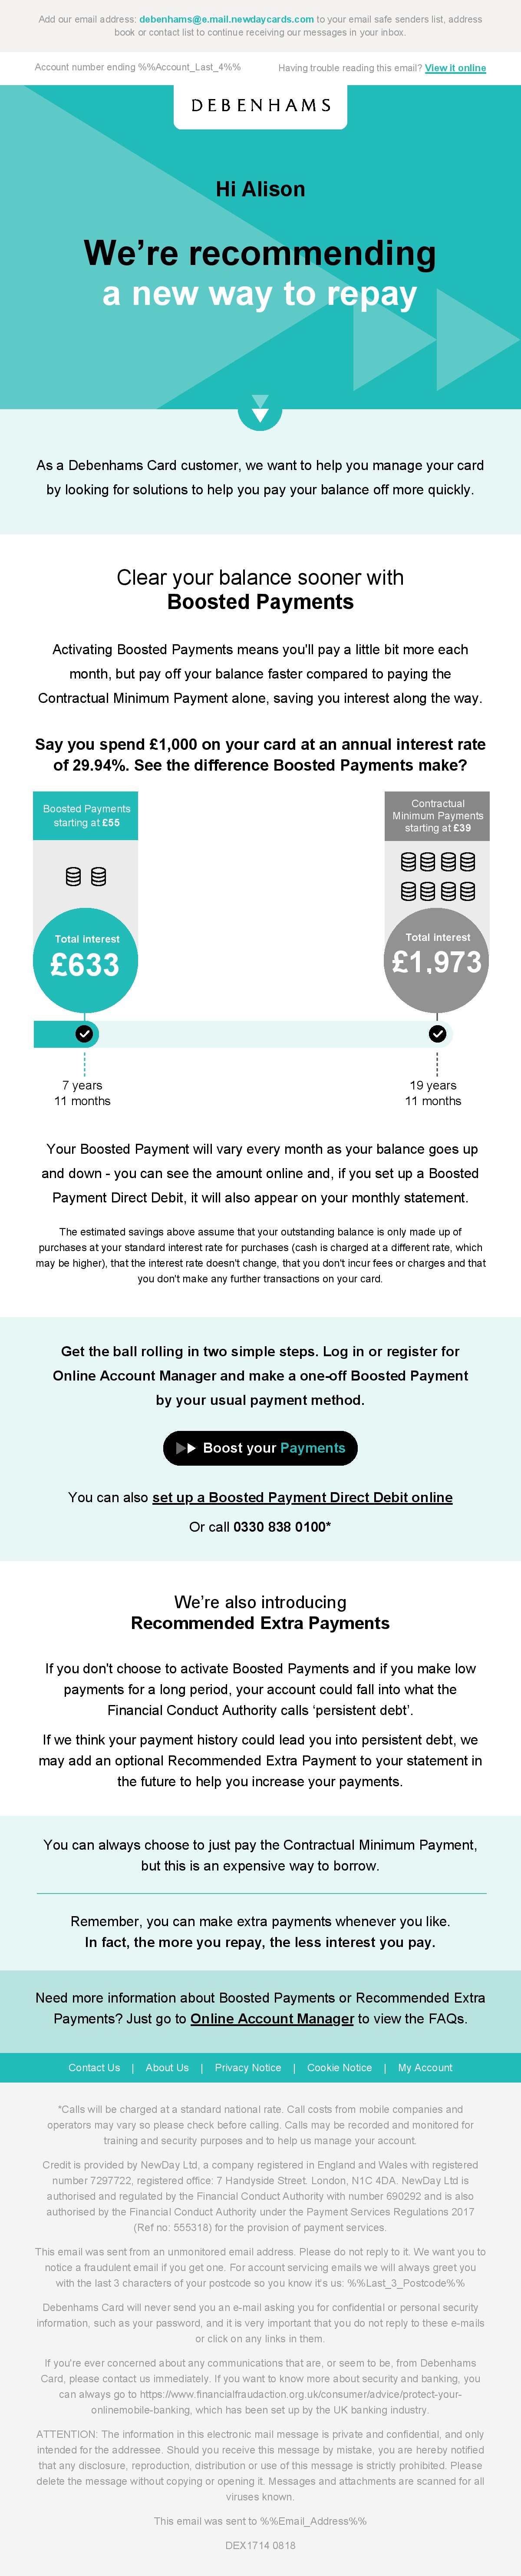 Add our email address: debenhams@e.mail.newdaycards.com to your email safe senders list, address
book or contact list to continue receiving our messages in your inbox.
Account number ending %%Account_Last_4%%
Having trouble reading this email? View it online
DEBENHAMS
Hi Alison
We're recommending
a new way to repay
As a Debenhams Card customer, we want to help you manage your card
by looking for solutions to help you pay your balance off more quickly.
Clear your balance sooner with
Boosted Payments
Activating Boosted Payments means you'll pay a little bit more each
month, but pay off your balance faster compared to paying the
Contractual Minimum Payment alone, saving you interest along the way.
Say you spend £1,000 on your card at an annual interest rate
of 29.94%. See the difference Boosted Payments make?
Boosted Payments
starting at £55
Total interest
£633
7 years
11 months
Contractual
Minimum Payments
starting at £39
Total interest
£1,973
19 years
11 months
Your Boosted Payment will vary every month as your balance goes up
and down - you can see the amount online and, if you set up a Boosted
Payment Direct Debit, it will also appear on your monthly statement.
The estimated savings above assume that your outstanding balance is only made up of
purchases at your standard interest rate for purchases (cash is charged at a different rate, which
may be higher), that the interest rate doesn't change, that you don't incur fees or charges and that
you don't make any further transactions on your card.
Get the ball rolling in two simple steps. Log in or register for
Online Account Manager and make a one-off Boosted Payment
by your usual payment method.
Boost your Payments
You can also set up a Boosted Payment Direct Debit online
Or call 0330 838 0100*
We're also introducing
Recommended Extra Payments
If you don't choose to activate Boosted Payments and if you make low
payments for a long period, your account could fall into what the
Financial Conduct Authority calls 'persistent debt'.
If we think your payment history could lead you into persistent debt, we
may add an optional Recommended Extra Payment to your statement in
the future to help you increase your payments.
You can always choose to just pay the Contractual Minimum Payment,
but this is an expensive way to borrow.
Remember, you can make extra payments whenever you like.
In fact, the more you repay, the less interest you pay.
Need more information about Boosted Payments or Recommended Extra
Payments? Just go to Online Account Manager to view the FAQs.
Contact Us | About Us | Privacy Notice | Cookie Notice | My Account
*Calls will be charged at a standard national rate. Call costs from mobile companies and
operators may vary so please check before calling. Calls may be recorded and monitored for
training and security purposes and to help us manage your account.
Credit is provided by NewDay Ltd, a company registered in England and Wales with registered
number 7297722, registered office: 7 Handyside Street. London, N1C 4DA. NewDay Ltd is
authorised and regulated by the Financial Conduct Authority with number 690292 and is also
authorised by the Financial Conduct Authority under the Payment Services Regulations 2017
(Ref no: 555318) for the provision of payment services.
This email was sent from an unmonitored email address. Please do not reply to it. We want you to
notice a fraudulent email if you get one. For account servicing emails we will always greet you
with the last 3 characters of your postcode so you know it's us: %%Last_3_Postcode%%
Debenhams Card will never send you an e-mail asking you for confidential or personal security
information, such as your password, and it is very important that you do not reply to these e-mails
or click on any links in them.
If you're ever concerned about any communications that are, or seem to be, from Debenhams
Card, please contact us immediately. If you want to know more about security and banking, you
can always go to https://www.financialfraudaction.org.uk/consumer/advice/protect-your-
onlinemobile-banking, which has been set up by the UK banking industry.
ATTENTION: The information in this electronic mail message is private and confidential, and only
intended for the addressee. Should you receive this message by mistake, you are hereby notified
that any disclosure, reproduction, distribution or use of this message is strictly prohibited. Please
delete the message without copying or opening it. Messages and attachments are scanned for all
viruses known.
This email was sent to %%Email_Address%%
DEX1714 0818